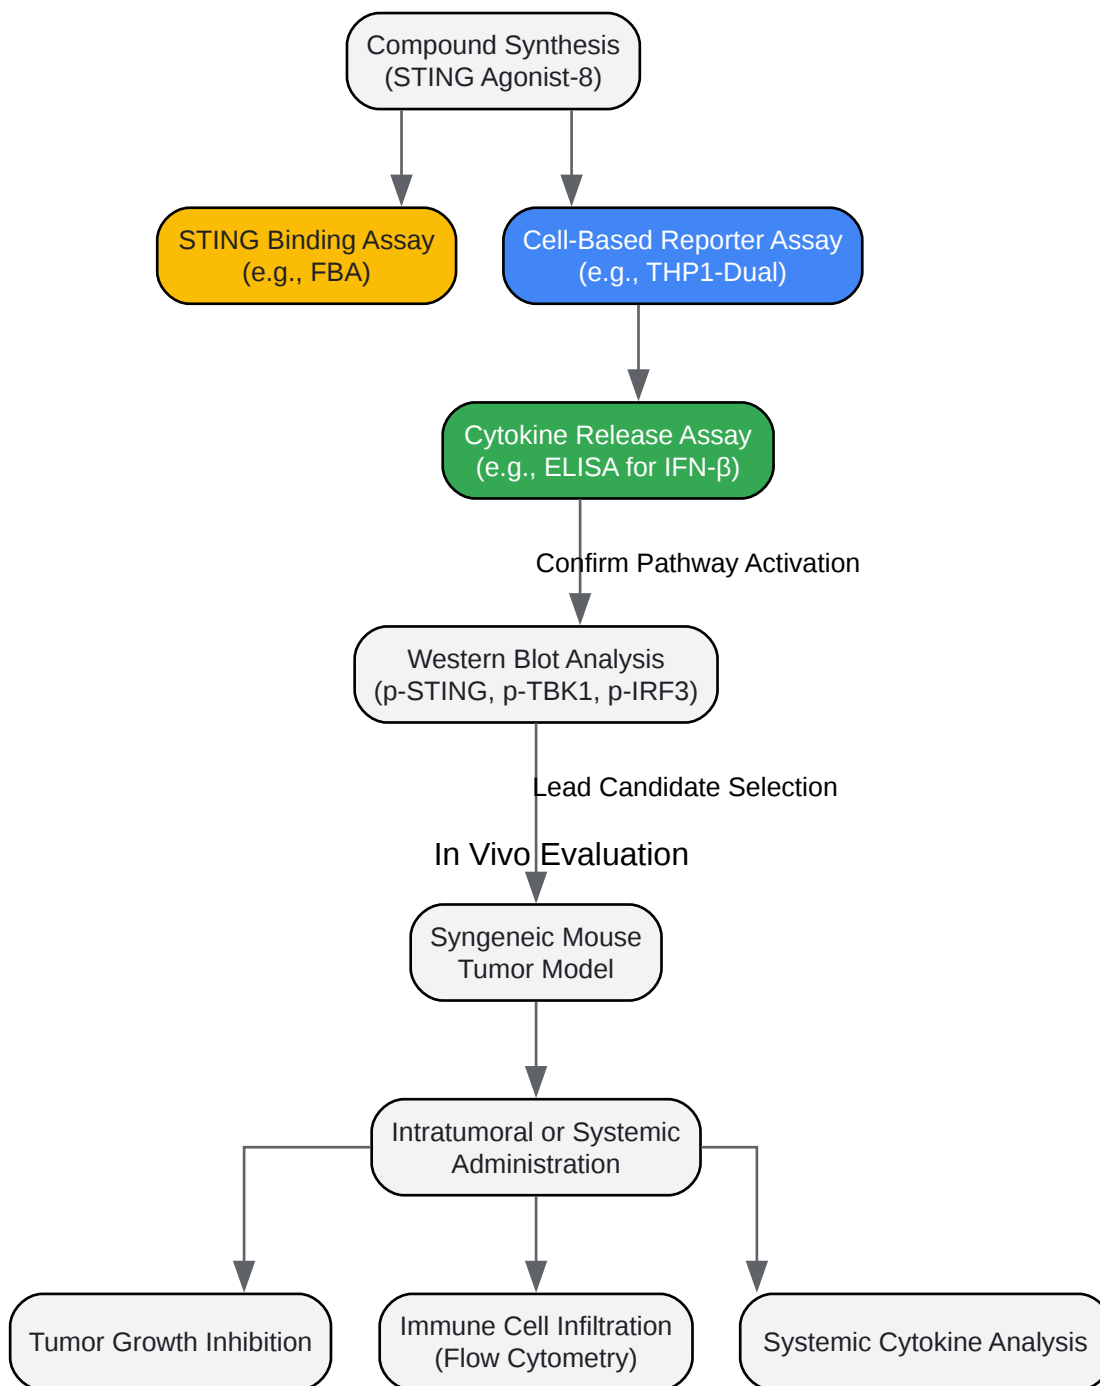 Compound Synthesis
(STING Agonist-8)
STING Binding Assay
(e.g., FBA)
Cell-Based Reporter Assay
(e.g., THP1-Dual)
Cytokine Release Assay
(e.g., ELISA for IFN-β)
Confirm Pathway Activation
Western Blot Analysis
(p-STING, p-TBK1, p-IRF3)
Lead Candidate Selection
In Vivo Evaluation
Syngeneic Mouse
Tumor Model
Intratumoral or Systemic
Administration
Tumor Growth Inhibition
Immune Cell Infiltration
(Flow Cytometry)
Systemic Cytokine Analysis